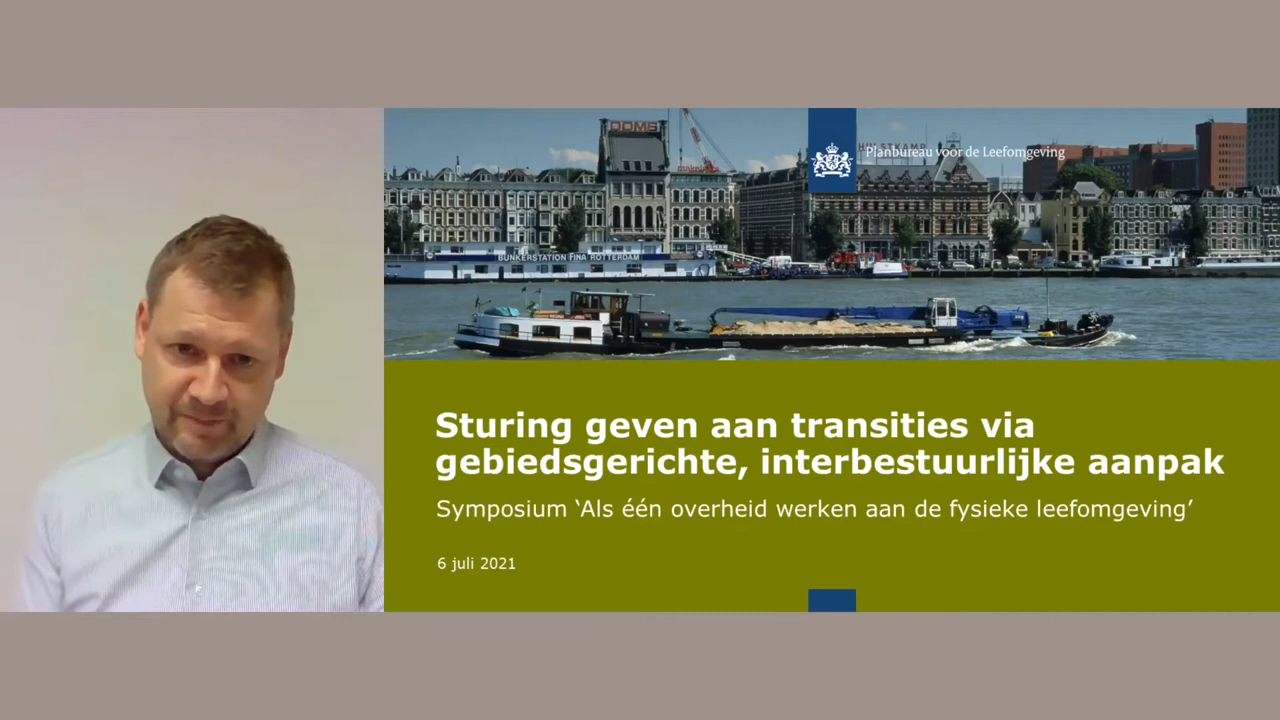 DOMS
Planbureau voor de Leefomgeving
BUNKERSTATION FINA ROTTERDAM
Sturing geven aan transities via
gebiedsgerichte, interbestuurlijke aanpak
Symposium ‘Als één overheid werken aan de fysieke leefomgeving’
6 juli 2021